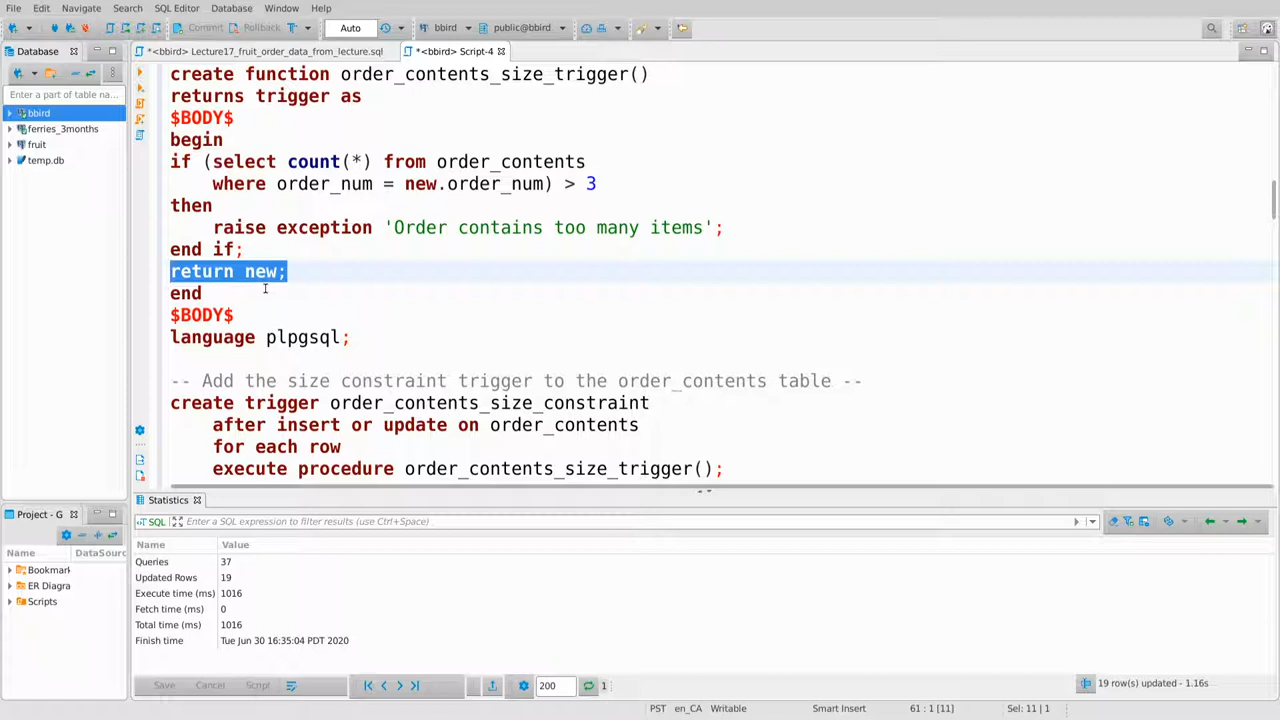 File Edit Navigate Search SQL Editor Database Window Help
Commit Rollback Auto bbird public@bbird
Database *<bbird> Lecture17_fruit_order_data_from_lecture.sql *<bbird> Script-4
Enter a part of table na...
bbird
ferries_3months
fruit
temp.db
create function order_contents_size_trigger()
returns trigger as
$BODY$
begin
if (select count(*) from order_contents
where order_num = new.order_num) > 3
then
raise exception 'Order contains too many items';
end if;
return new;
end
$BODY$
language plpgsql;
-- Add the size constraint trigger to the order_contents table --
create trigger order_contents_size_constraint
after insert or update on order_contents
for each row
execute procedure order_contents_size_trigger();
Statistics
Project - G
SQL Enter a SQL expression to filter results (use Ctrl+Space)
Name DataSourc
Bookmark
ER Diagra
Scripts
Name Value
Queries 37
Updated Rows 19
Execute time (ms) 1016
Fetch time (ms) 0
Total time (ms) 1016
Finish time Tue Jun 30 16:35:04 PDT 2020
Save Cancel Script 200 1 19 row(s) updated - 1.16s
PST en_CA Writable Smart Insert 61 : 1 [11] Sel: 11 | 1